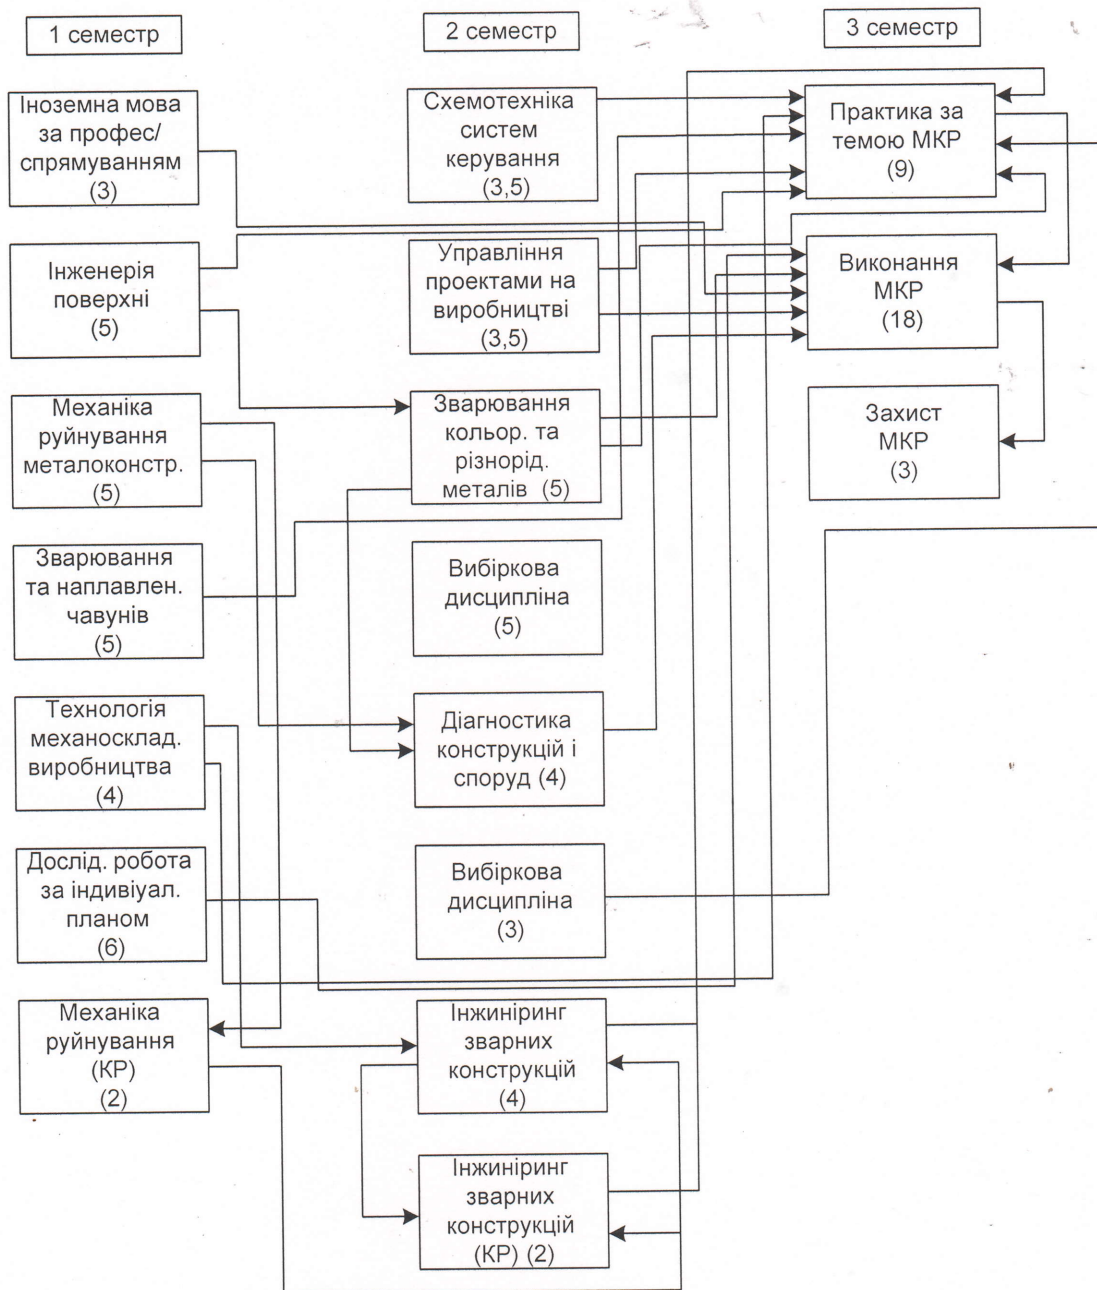 1 семестр
2 семестр
3 семестр
Іноземна мова
за профес/
спрямуванням
(3)
Інженерія
поверхні
(5)
Механіка
руйнування
металоконстр.
(5)
Зварювання
та наплавлен.
чавунів
(5)
Технологія
механосклад.
виробництва
(4)
Дослід. робота
за індивіуал.
планом
(6)
Механіка
руйнування
(КР)
(2)
Схемотехніка
систем
керування
(3,5)
Управління
проектами на
виробництві
(3,5)
Зварювання
кольор. та
різнорід.
металів (5)
Вибіркова
дисципліна
(5)
Діагностика
конструкцій і
споруд (4)
Вибіркова
дисципліна
(3)
Інжиніринг
зварних
конструкцій
(4)
Інжиніринг
зварних
конструкцій
(КР) (2)
Практика за
темою МКР
(9)
Виконання
МКР
(18)
Захист
МКР
(3)